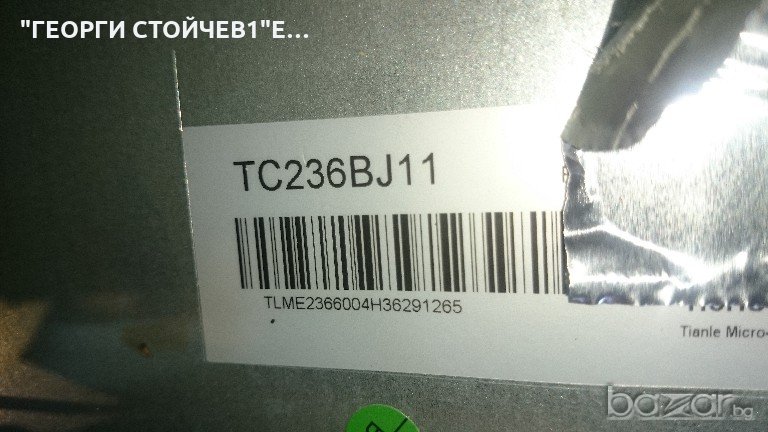 "ГЕОРГИ СТОЙЧЕВ1"Е...
TC236BJ11
TLME2366004H36291265
Tianle Micro-
bazar.bg